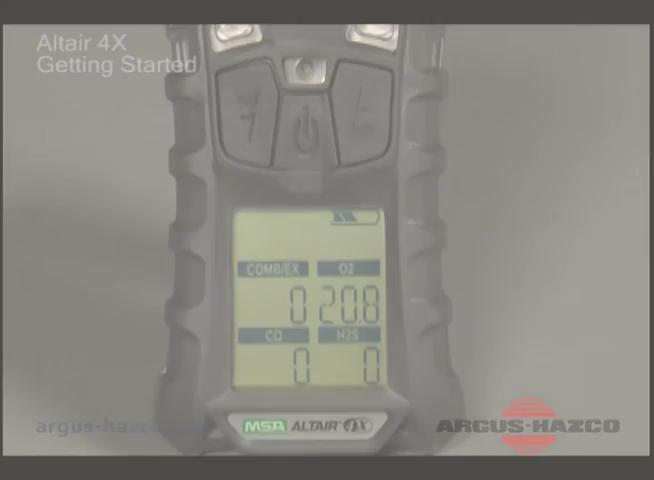 Altair 4X
Getting Started
COMB/EX O2
0 20.8
CO H2S
0 0
MSA ALTAIR 4X
argus-hazco
ARGUS-HAZCO